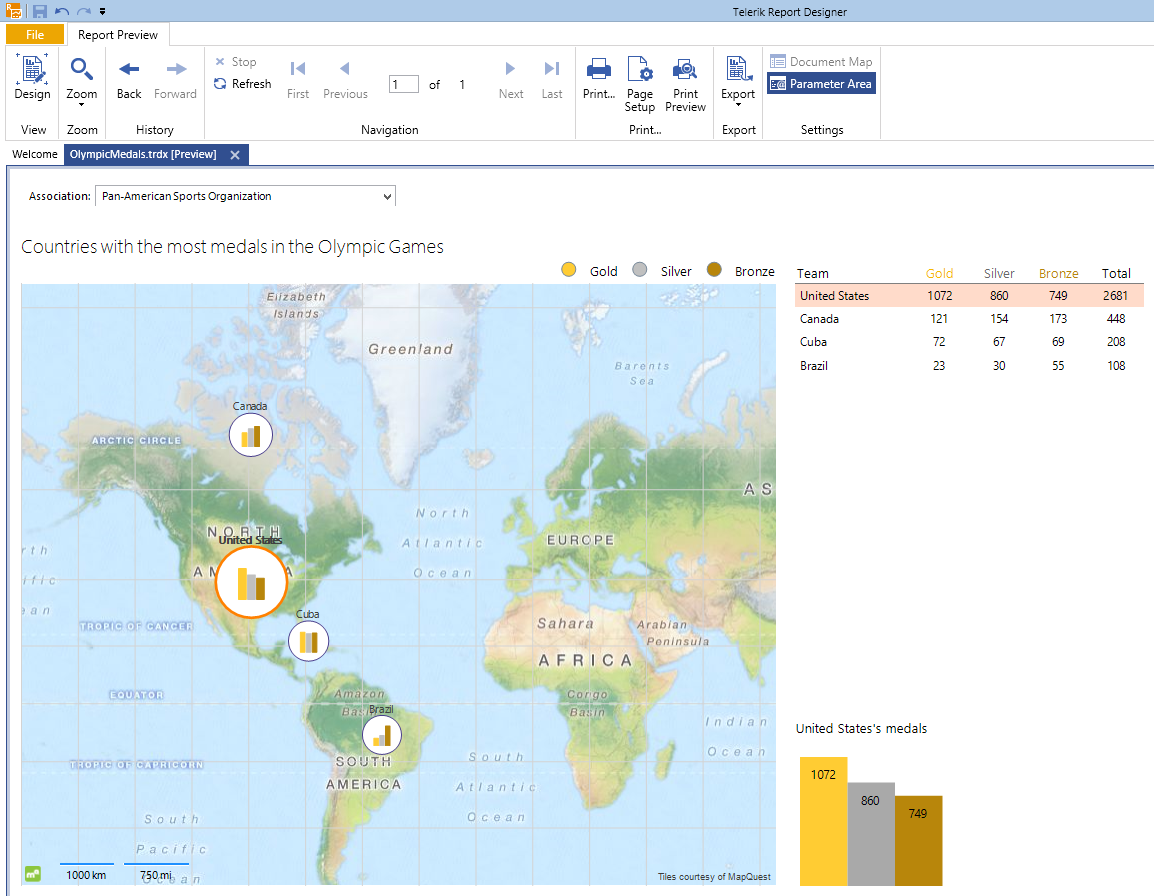 Telerik Report Designer
File
Report Preview
Design
Zoom
Back
Forward
Stop
Refresh
First
Previous
1 of 1
Next
Last
Print...
Page Setup
Print Preview
Export
Document Map
Parameter Area
View
Zoom
History
Navigation
Print...
Export
Settings
Welcome
OlympicMedals.trdx [Preview]
Association: Pan-American Sports Organization
Countries with the most medals in the Olympic Games
Gold Silver Bronze
Team Gold Silver Bronze Total
United States 1072 860 749 2681
Canada 121 154 173 448
Cuba 72 67 69 208
Brazil 23 30 55 108
Elizabeth
Islands
Greenland
Barents
Sea
Canada
ARCTIC CIRCLE
AS
North
Atlantic
Ocean
NORTH
United States
EUROPE
rth
ific
ean
TROPIC OF CANCER
Cuba
Sahara
Arabian
Peninsula
AFRICA
EQUATOR
Amazon
Basin
Brazil
Congo
Basin
Indian
Ocean
TROPIC OF CAPRICORN
SOUTH
AMERICA
South
Atlantic
Ocean
South
Pacific
Ocean
1000 km
750 mi
Tiles courtesy of MapQuest
United States's medals
1072
860
749